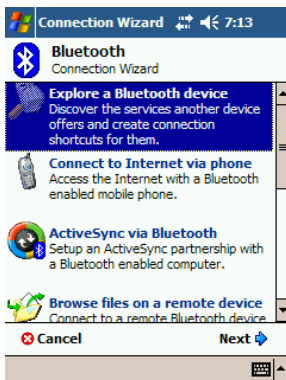 Connection Wizard 7:13
Bluetooth
Connection Wizard
Explore a Bluetooth device
Discover the services another device
offers and create connection
shortcuts for them.
Connect to Internet via phone
Access the Internet with a Bluetooth
enabled mobile phone.
ActiveSync via Bluetooth
Setup an ActiveSync partnership with
a Bluetooth enabled computer.
Browse files on a remote device
Connect to a remote Bluetooth device
Cancel Next